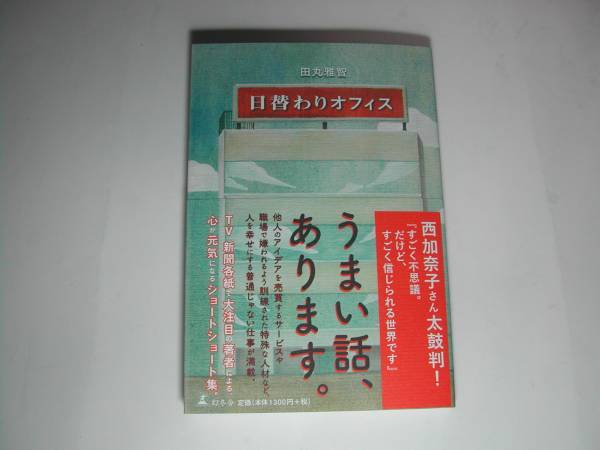 田丸雅智
日替わりオフィス
西加奈子さん太鼓判！
『すごく不思議。
だけど、
すごく信じられる世界です』
うまい話、
あります。
他人のアイデアを売買するサービスや
職場で嫌われるよう訓練された特殊な人材など、
人を幸せにする普通じゃない仕事が満載。
TV、新聞各紙で大注目の著者による、
心が元気になるショートショート集。
幻冬舎 定価(本体1300円+税)